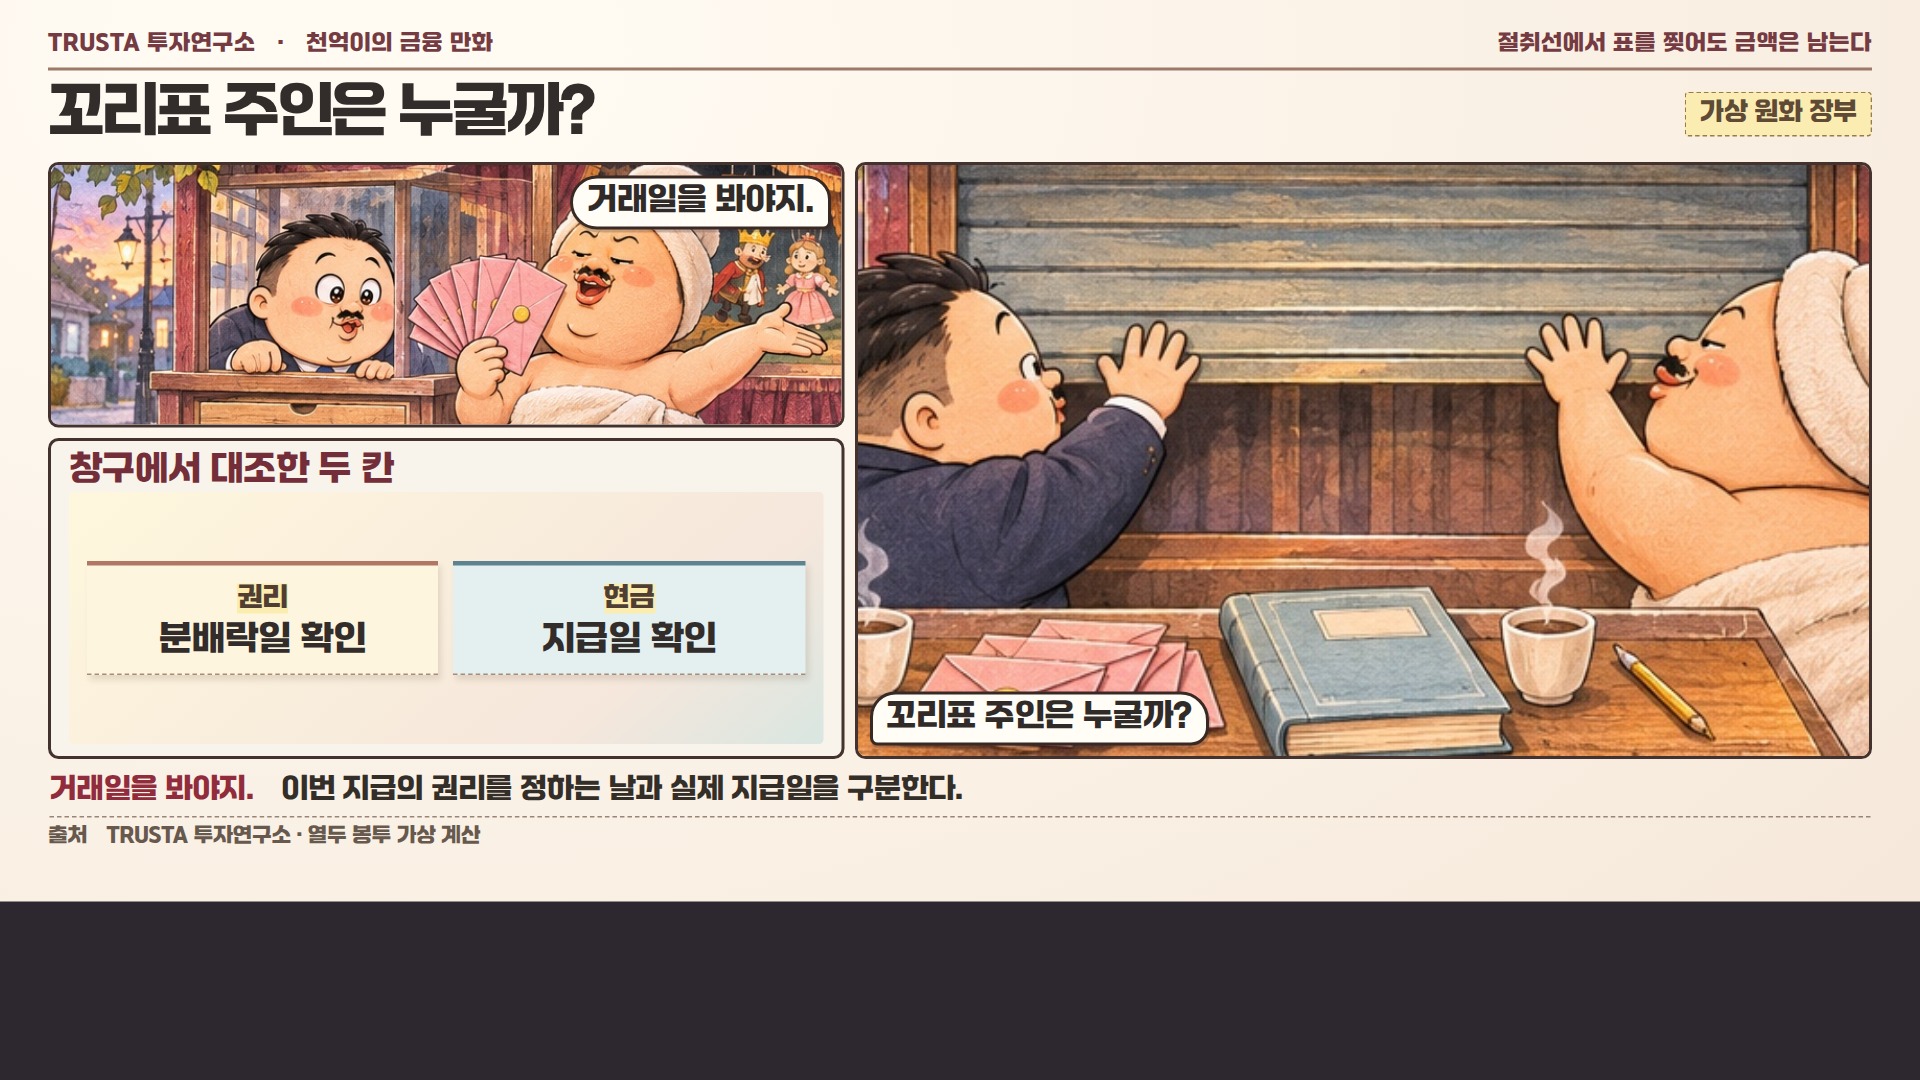 TRUSTA 투자연구소 · 천억이의 금융 만화
절취선에서 표를 찢어도 금액은 남는다
꼬리표 주인은 누굴까?
가상 원화 장부
거래일을 봐야지.
창구에서 대조한 두 칸
권리
분배락일 확인
현금
지급일 확인
꼬리표 주인은 누굴까?
거래일을 봐야지. 이번 지급의 권리를 정하는 날과 실제 지급일을 구분한다.
출처 TRUSTA 투자연구소 · 열두 봉투 가상 계산